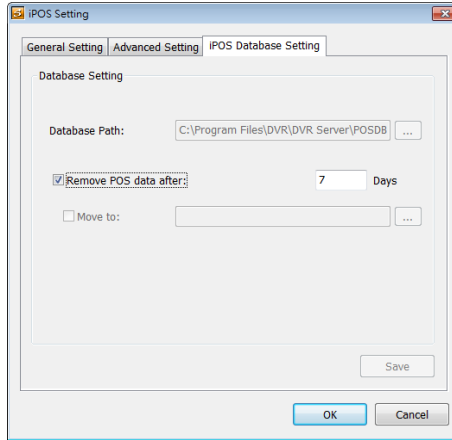 iPOS Setting
General Setting Advanced Setting iPOS Database Setting
Database Setting
Database Path: C:\Program Files\DVR\DVR Server\POSDB ...
Remove POS data after: 7 Days
Move to: ...
Save
OK Cancel